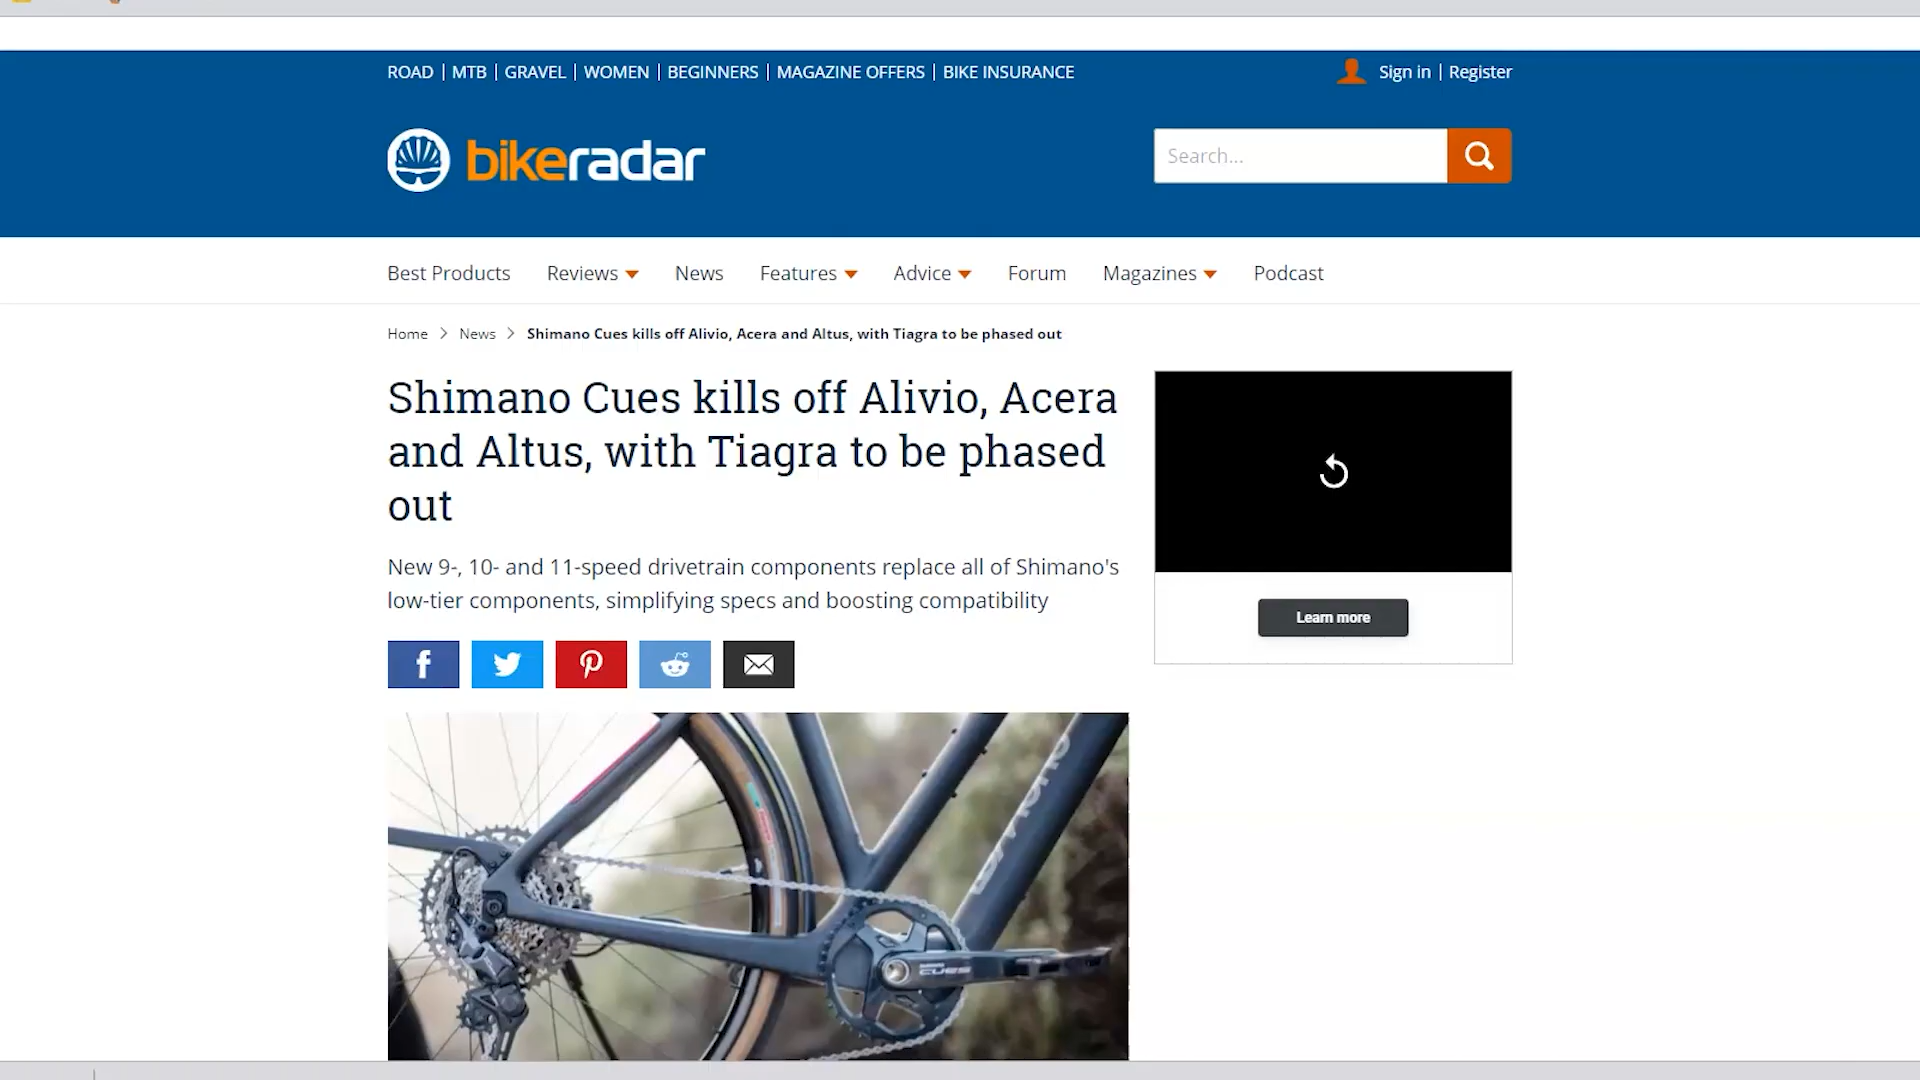 ROAD | MTB | GRAVEL | WOMEN | BEGINNERS | MAGAZINE OFFERS | BIKE INSURANCE
Sign in | Register
bikeradar
Search...
Best Products Reviews News Features Advice Forum Magazines Podcast
Home > News > Shimano Cues kills off Alivio, Acera and Altus, with Tiagra to be phased out
Shimano Cues kills off Alivio, Acera
and Altus, with Tiagra to be phased
out
New 9-, 10- and 11-speed drivetrain components replace all of Shimano's
low-tier components, simplifying specs and boosting compatibility
Learn more
SHIMANO
CUES